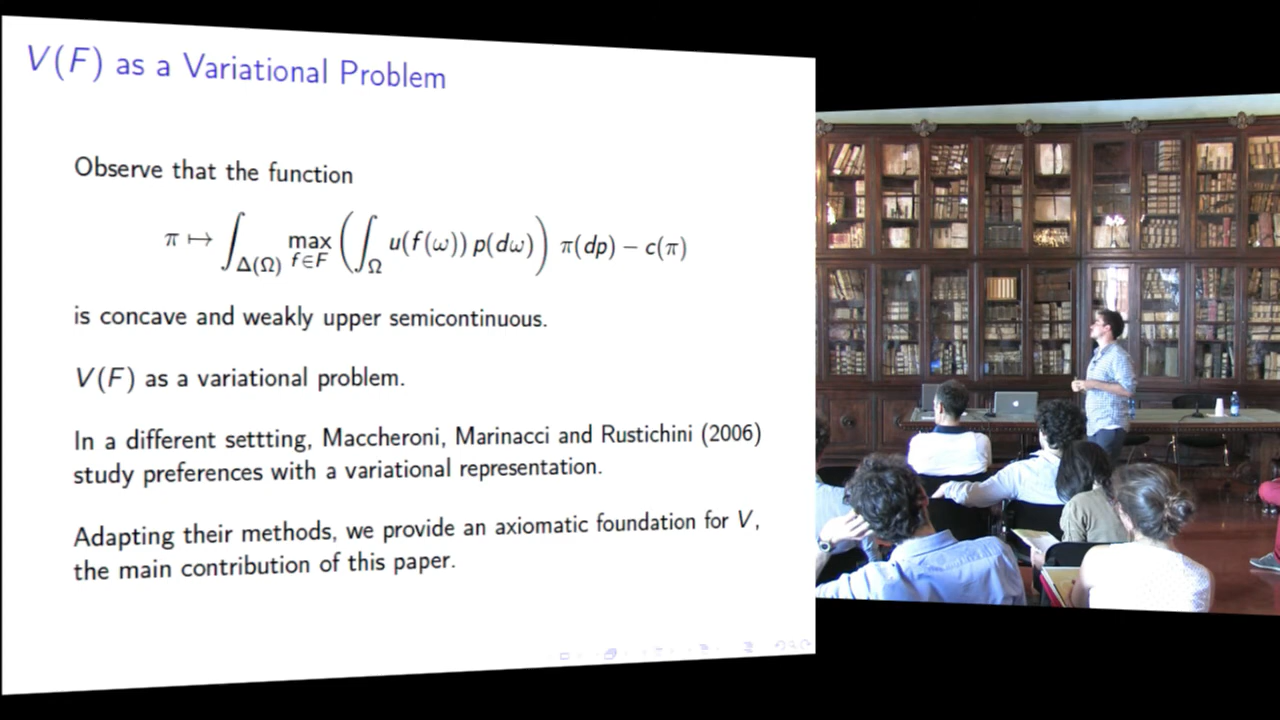 V(F) as a Variational Problem
Observe that the function
π ↦ ∫_{Δ(Ω)} max_{f∈F} (∫_Ω u(f(ω)) p(dω)) π(dp) − c(π)
is concave and weakly upper semicontinuous.
V(F) as a variational problem.
In a different settting, Maccheroni, Marinacci and Rustichini (2006)
study preferences with a variational representation.
Adapting their methods, we provide an axiomatic foundation for V,
the main contribution of this paper.